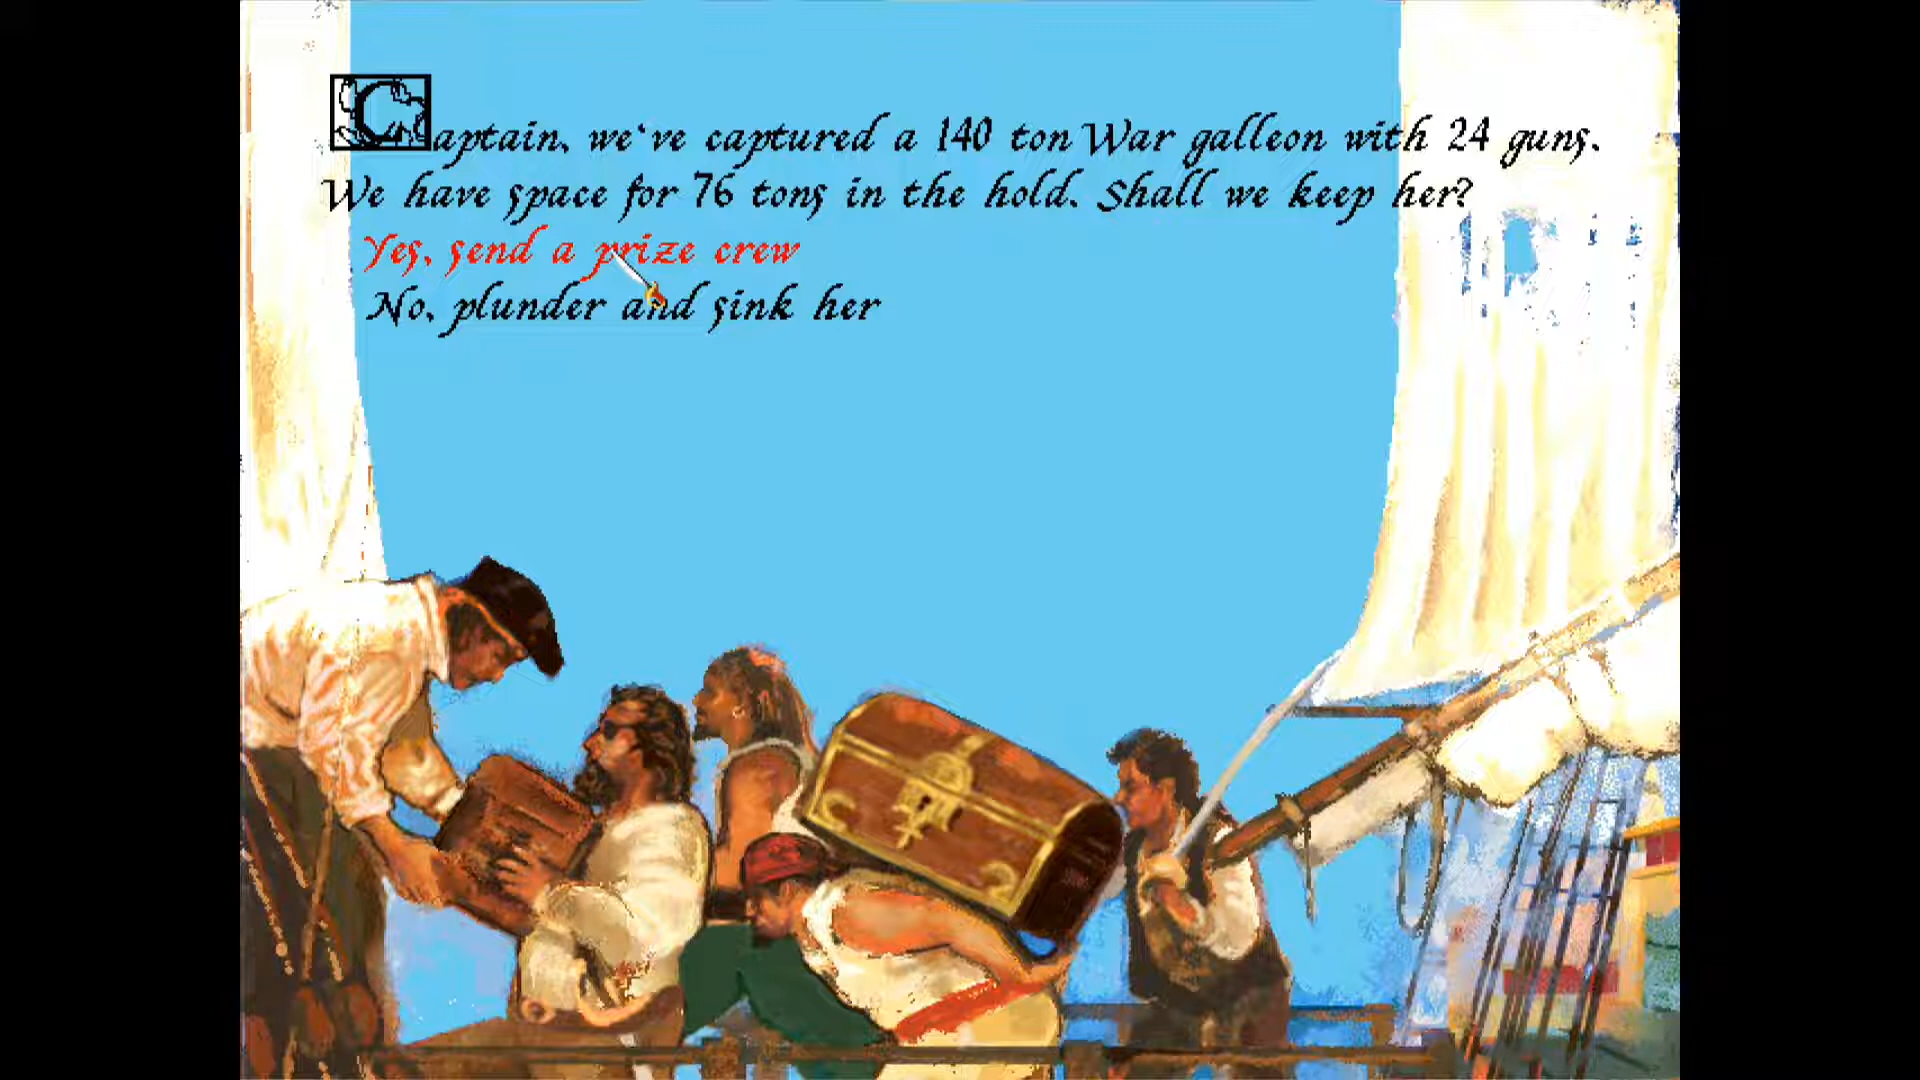 Captain, we've captured a 140 ton War galleon with 24 guns.
We have space for 76 tons in the hold. Shall we keep her?
Yes, send a prize crew
No, plunder and sink her